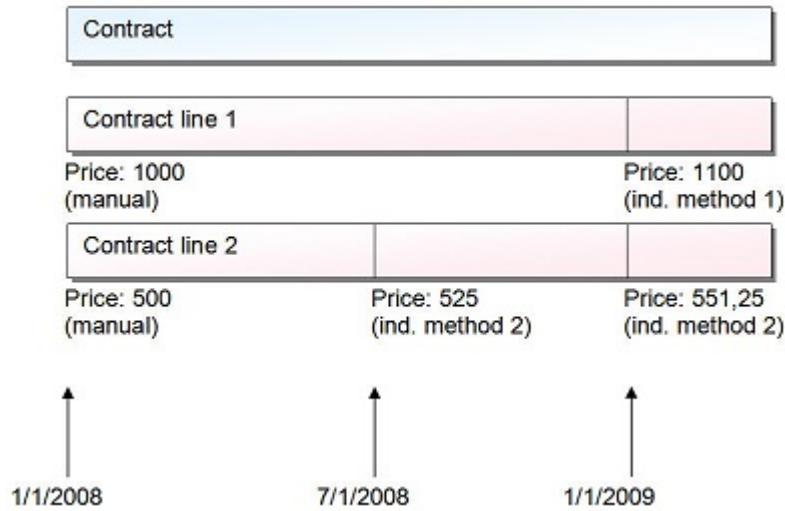 Contract
Contract line 1
Price: 1000
(manual)
Price: 1100
(ind. method 1)
Contract line 2
Price: 500
(manual)
Price: 525
(ind. method 2)
Price: 551,25
(ind. method 2)
1/1/2008
7/1/2008
1/1/2009